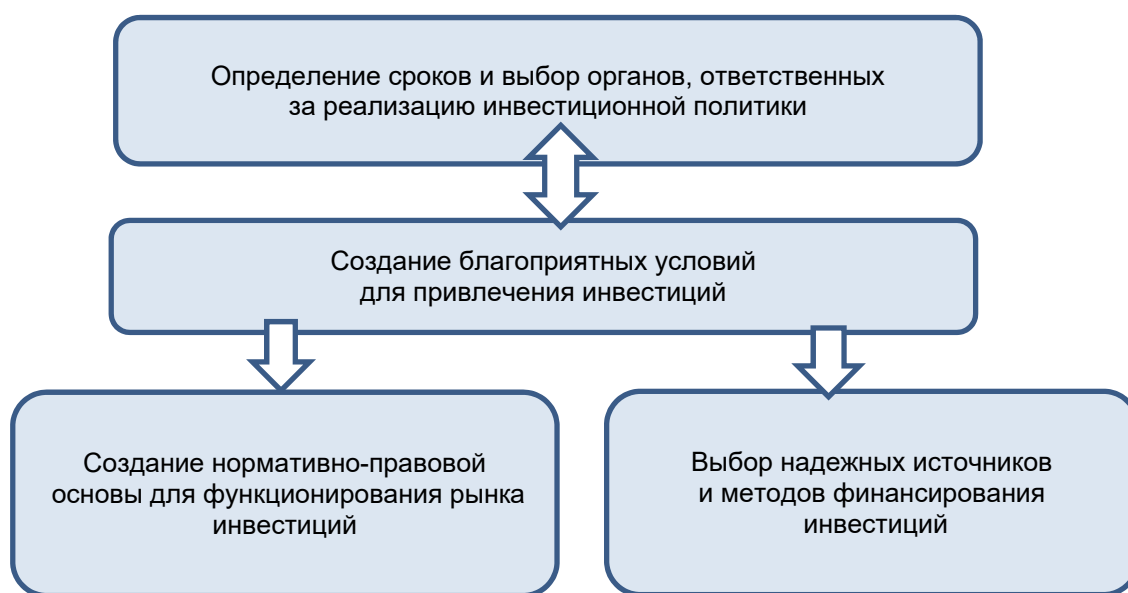 Определение сроков и выбор органов, ответственных
за реализацию инвестиционной политики
Создание благоприятных условий
для привлечения инвестиций
Создание нормативно-правовой
основы для функционирования рынка
инвестиций
Выбор надежных источников
и методов финансирования
инвестиций